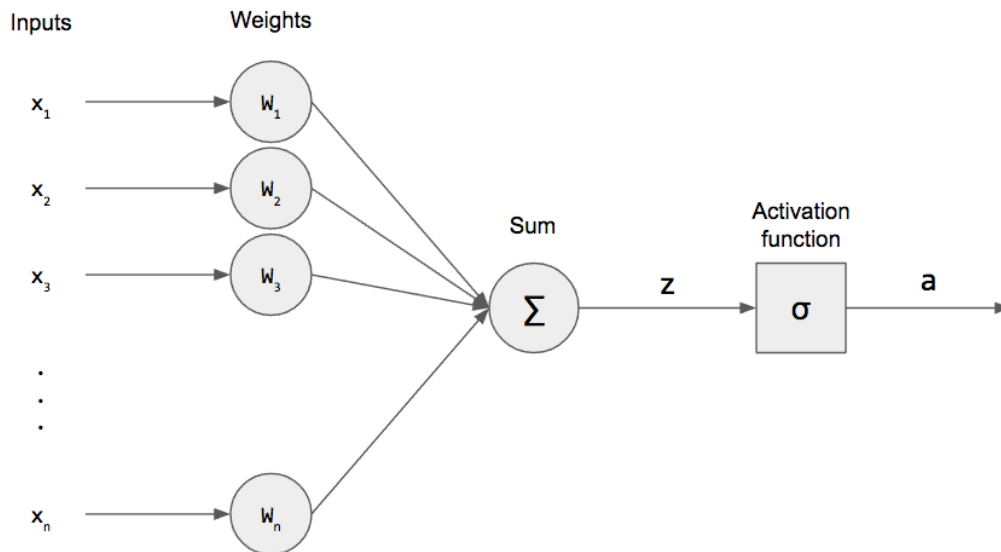 Inputs
Weights
x₁
W₁
x₂
W₂
x₃
W₃
.
.
.
xₙ
Wₙ
Sum
Σ
z
Activation
function
σ
a